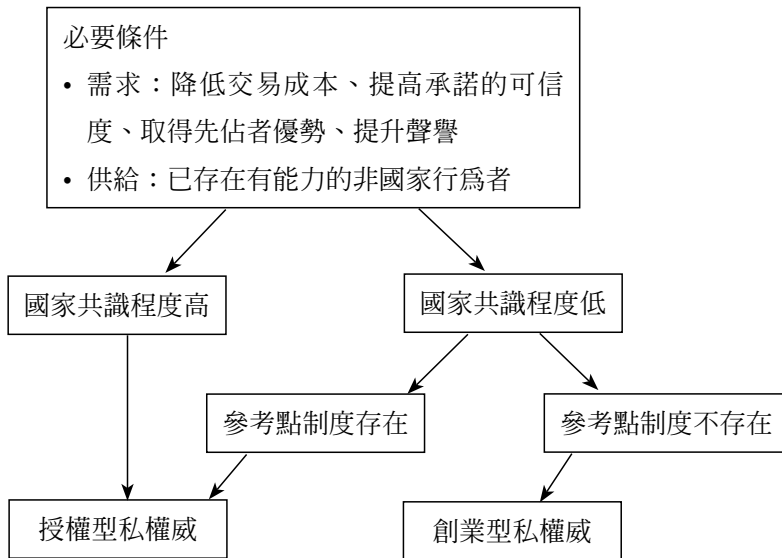 必要條件
• 需求：降低交易成本、提高承諾的可信
度、取得先佔者優勢、提升聲譽
• 供給：已存在有能力的非國家行爲者
國家共識程度高
國家共識程度低
參考點制度存在
參考點制度不存在
授權型私權威
創業型私權威